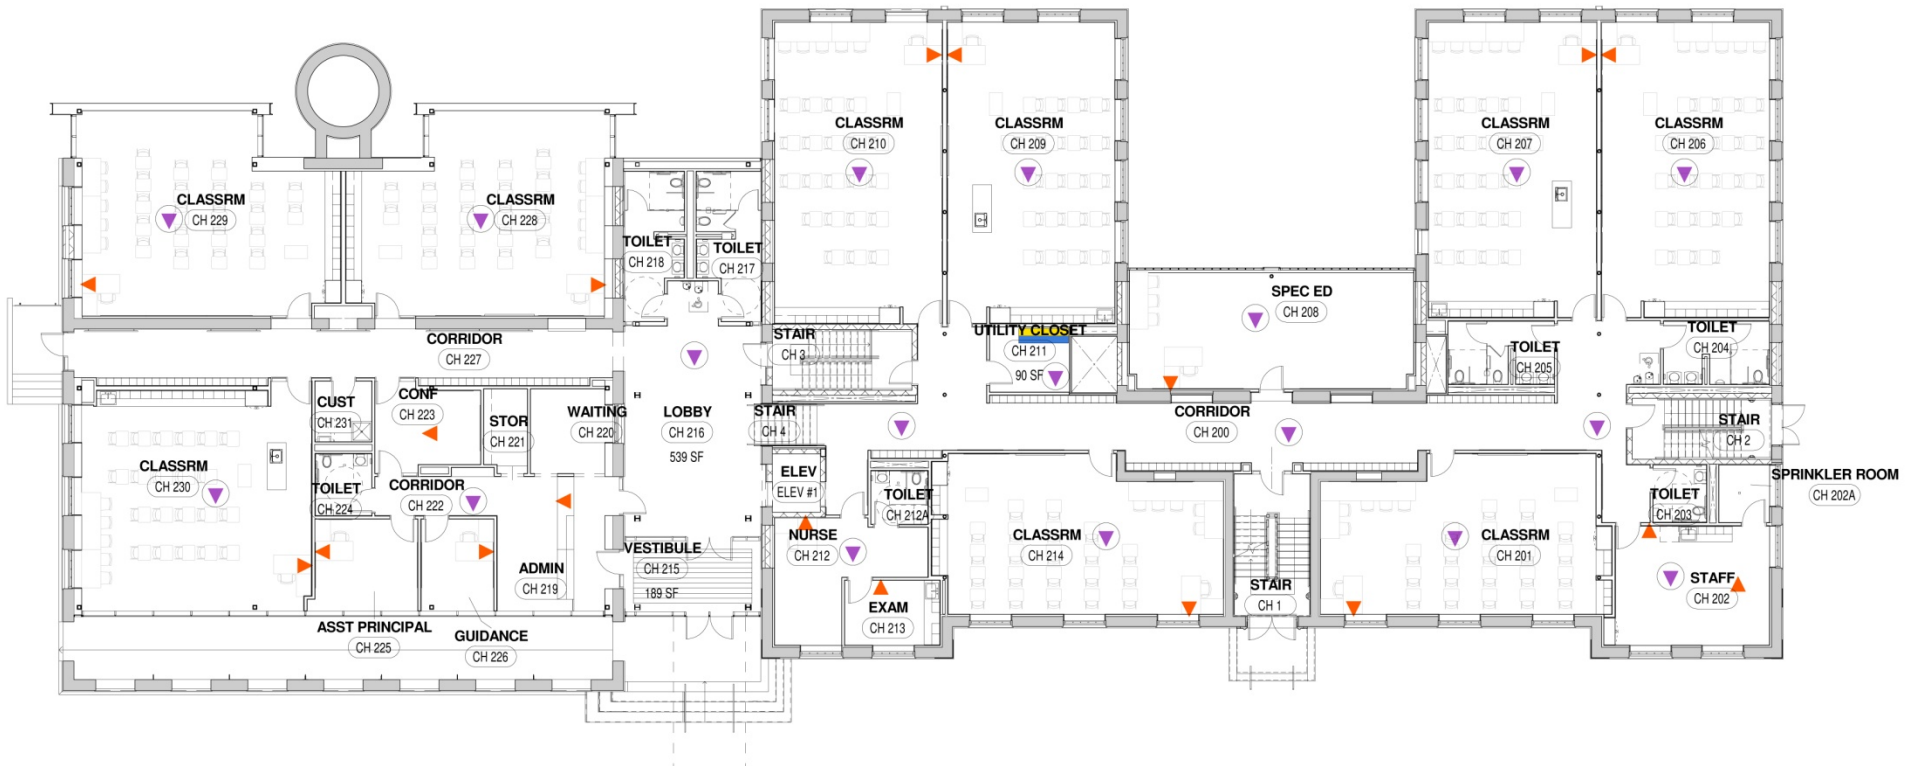 CLASSRM
CH 229
CLASSRM
CH 228
TOILET
CH 218
TOILET
CH 217
CLASSRM
CH 210
CLASSRM
CH 209
CLASSRM
CH 207
CLASSRM
CH 206
SPEC ED
CH 208
CORRIDOR
CH 227
STAIR
CH 3
UTILITY CLOSET
CH 211
90 SF
TOILET
CH 205
TOILET
CH 204
CUST
CH 231
CONF
CH 223
STOR
CH 221
WAITING
CH 220
LOBBY
CH 216
539 SF
STAIR
CH 4
CORRIDOR
CH 200
STAIR
CH 2
CLASSRM
CH 230
TOILET
CH 224
CORRIDOR
CH 222
ELEV
ELEV #1
TOILET
CH 212A
TOILET
CH 203
SPRINKLER ROOM
CH 202A
NURSE
CH 212
CLASSRM
CH 214
CLASSRM
CH 201
VESTIBULE
CH 215
189 SF
ADMIN
CH 219
EXAM
CH 213
STAIR
CH 1
STAFF
CH 202
ASST PRINCIPAL
CH 225
GUIDANCE
CH 226